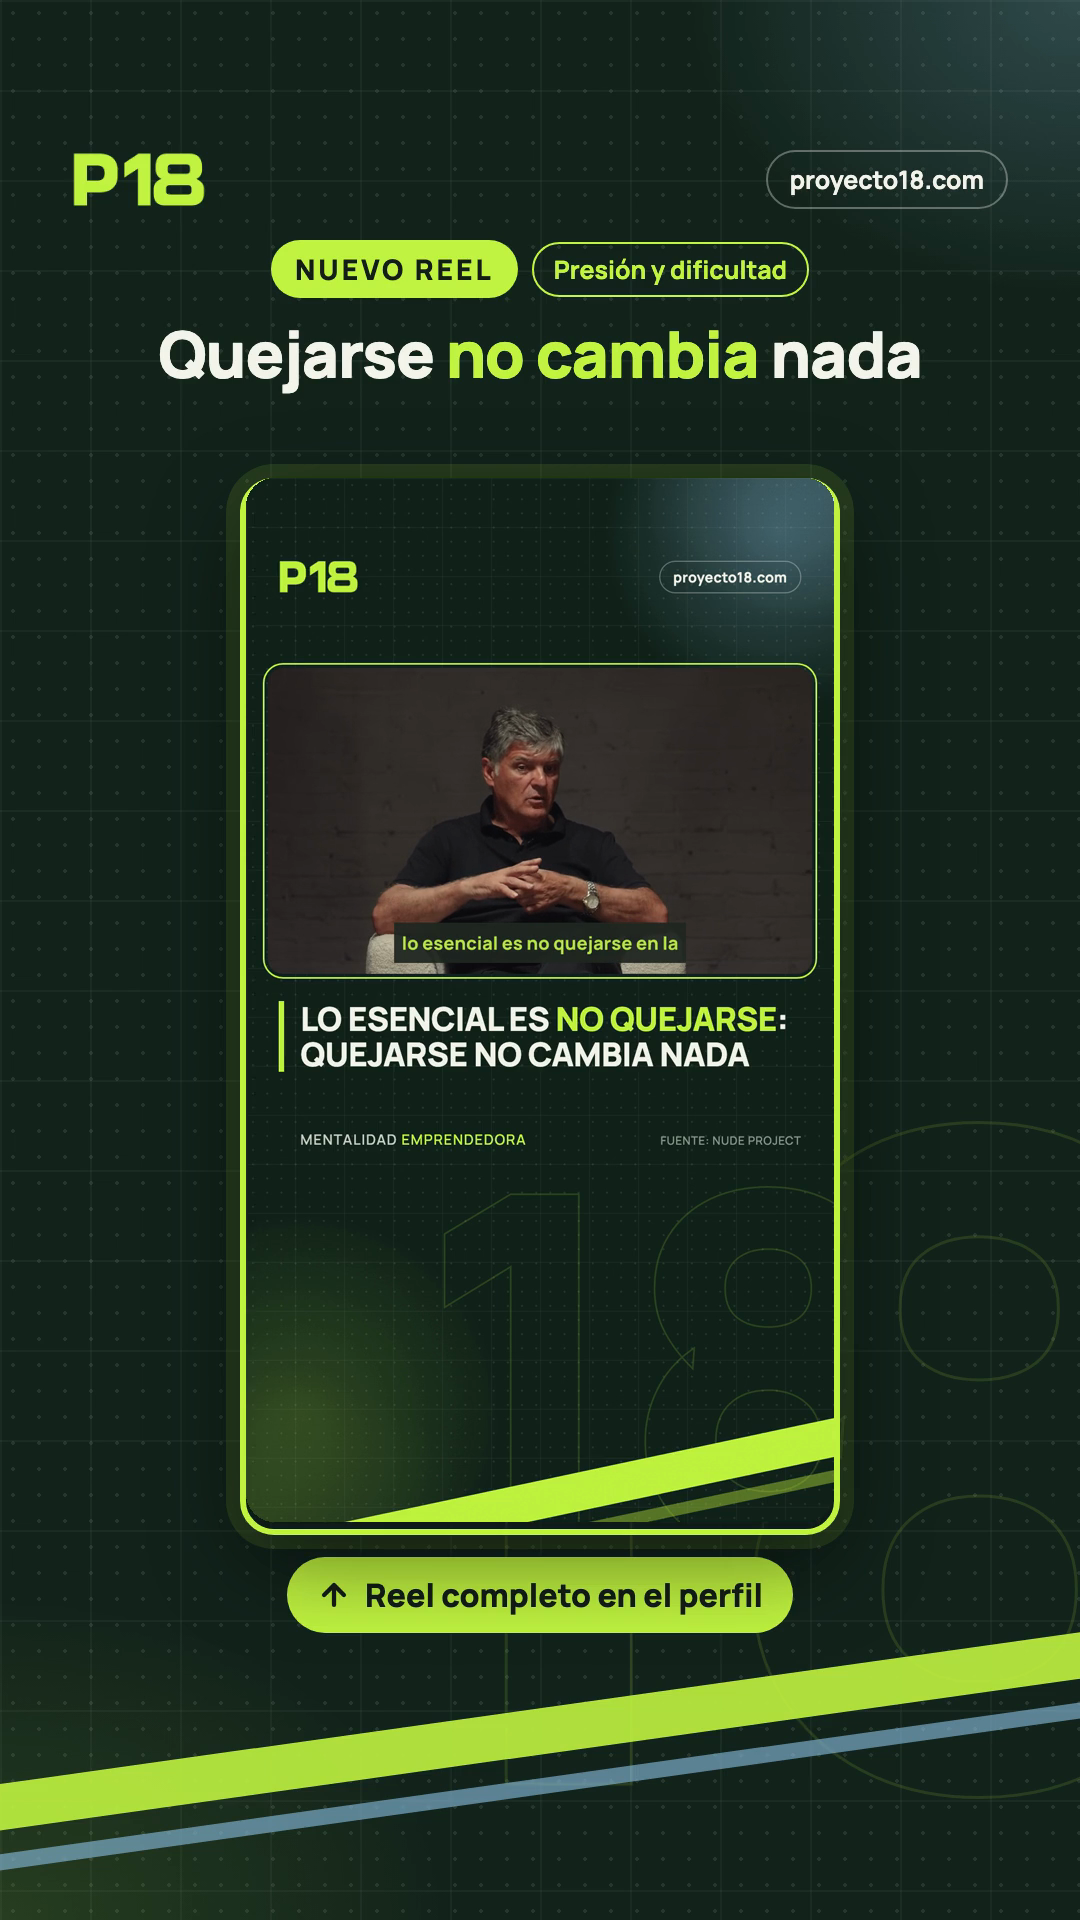 P18
proyecto18.com
NUEVO REEL
Presión y dificultad
Quejarse no cambia nada
P18
proyecto18.com
lo esencial es no quejarse en la
LO ESENCIAL ES NO QUEJARSE:
QUEJARSE NO CAMBIA NADA
MENTALIDAD EMPRENDEDORA
FUENTE: NUDE PROJECT
18
↑ Reel completo en el perfil
18